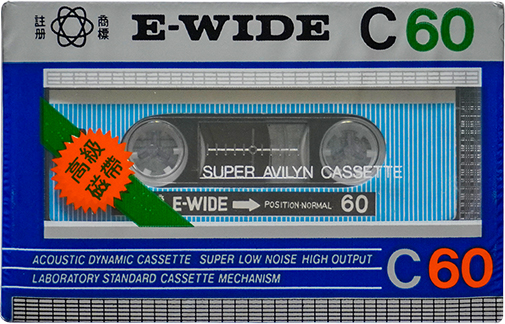 註冊
商標
E-WIDE
C60
高級
磁帶
SUPER AVILYN CASSETTE
E-WIDE
POSITION·NORMAL
60
ACOUSTIC DYNAMIC CASSETTE SUPER LOW NOISE HIGH OUTPUT
LABORATORY STANDARD CASSETTE MECHANISM
C60